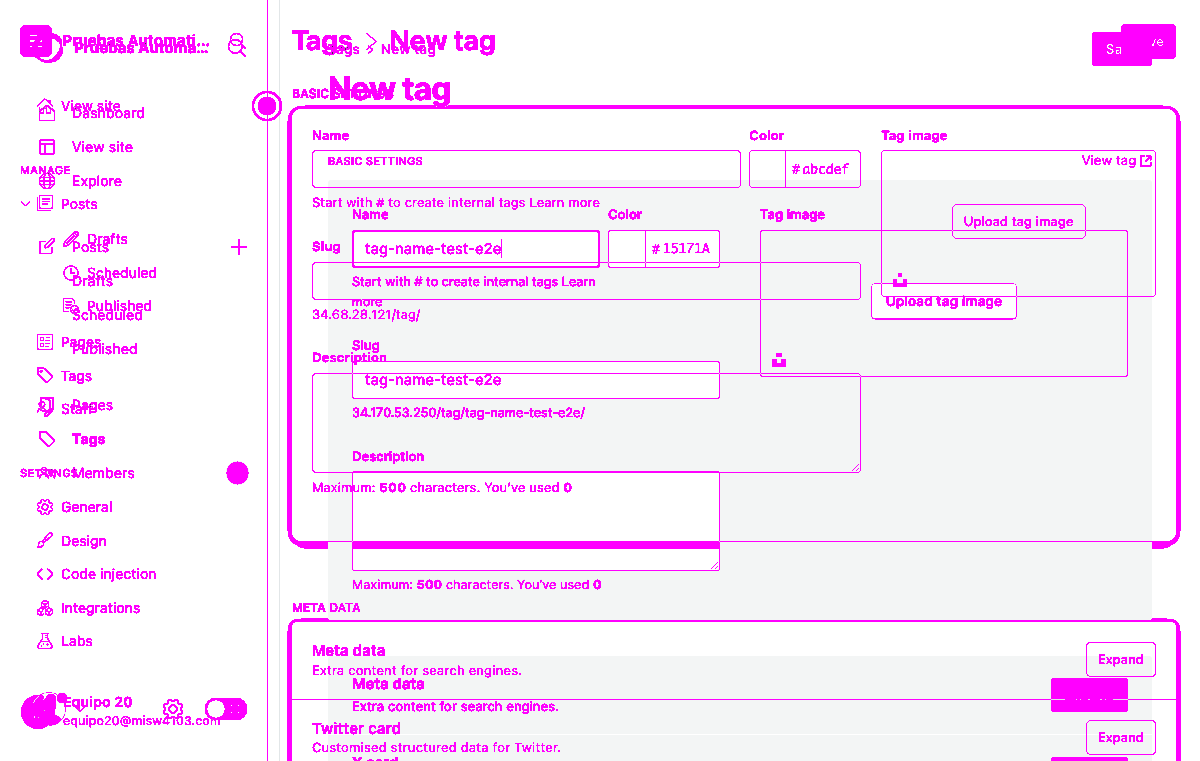 Pruebas Automati...
Pruebas Automa...
View site
Dashboard
View site
MANAGE
Explore
Posts
Drafts
Posts
Scheduled
Drafts
Published
Scheduled
Pages
Published
Tags
Pages
Staff
Tags
SETTINGS
Members
General
Design
Code injection
Integrations
Labs
Equipo 20
equipo20@misw4103.com
Tags > New tag
Tags > New tag
New tag
BASIC
Name
Color
Tag image
BASIC SETTINGS
#abcdef
View tag
Start with # to create internal tags Learn more
Name
Color
Tag image
Upload tag image
Slug
tag-name-test-e2e
#15171A
Start with # to create internal tags Learn
more
Upload tag image
34.68.28.121/tag/
Slug
Description
tag-name-test-e2e
34.170.53.250/tag/tag-name-test-e2e/
Description
Maximum: 500 characters. You've used 0
Maximum: 500 characters. You've used 0
META DATA
Meta data
Extra content for search engines.
Expand
Meta data
Extra content for search engines.
Twitter card
Customised structured data for Twitter.
Expand
X card